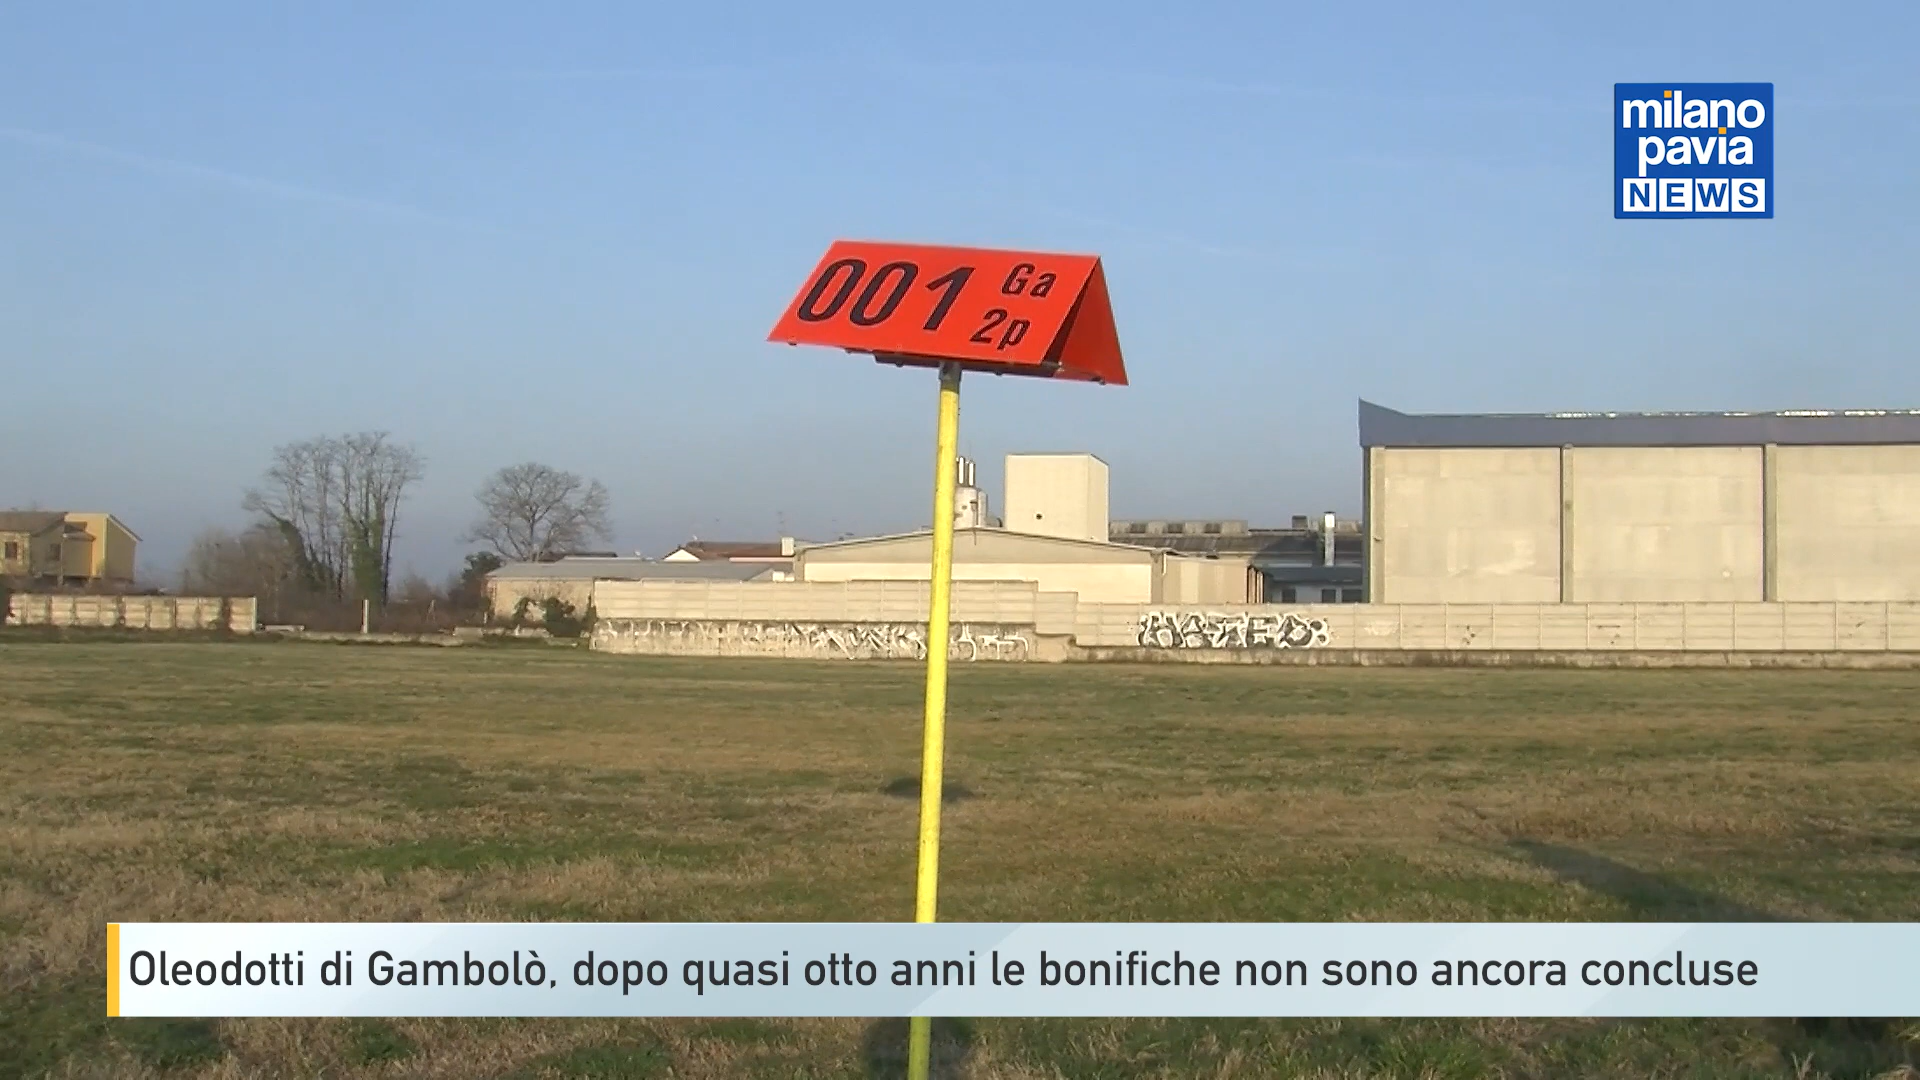 milano
pavia
NEWS
001 Ga
2p
Oleodotti di Gambolò, dopo quasi otto anni le bonifiche non sono ancora concluse